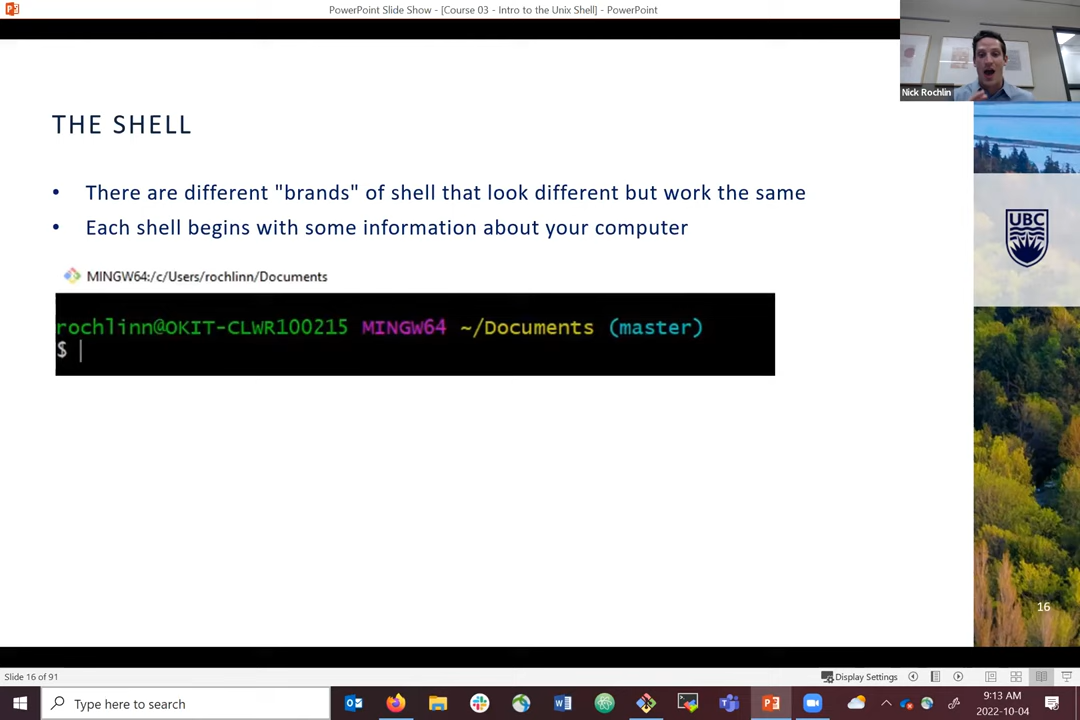 PowerPoint Slide Show - [Course 03 - Intro to the Unix Shell] - PowerPoint
Nick Rochlin
THE SHELL
• There are different "brands" of shell that look different but work the same
• Each shell begins with some information about your computer
UBC
MINGW64:/c/Users/rochlinn/Documents
rochlinn@OKIT-CLWR100215 MINGW64 ~/Documents (master)
$
16
Slide 16 of 91
Display Settings
Type here to search
9:13 AM
2022-10-04